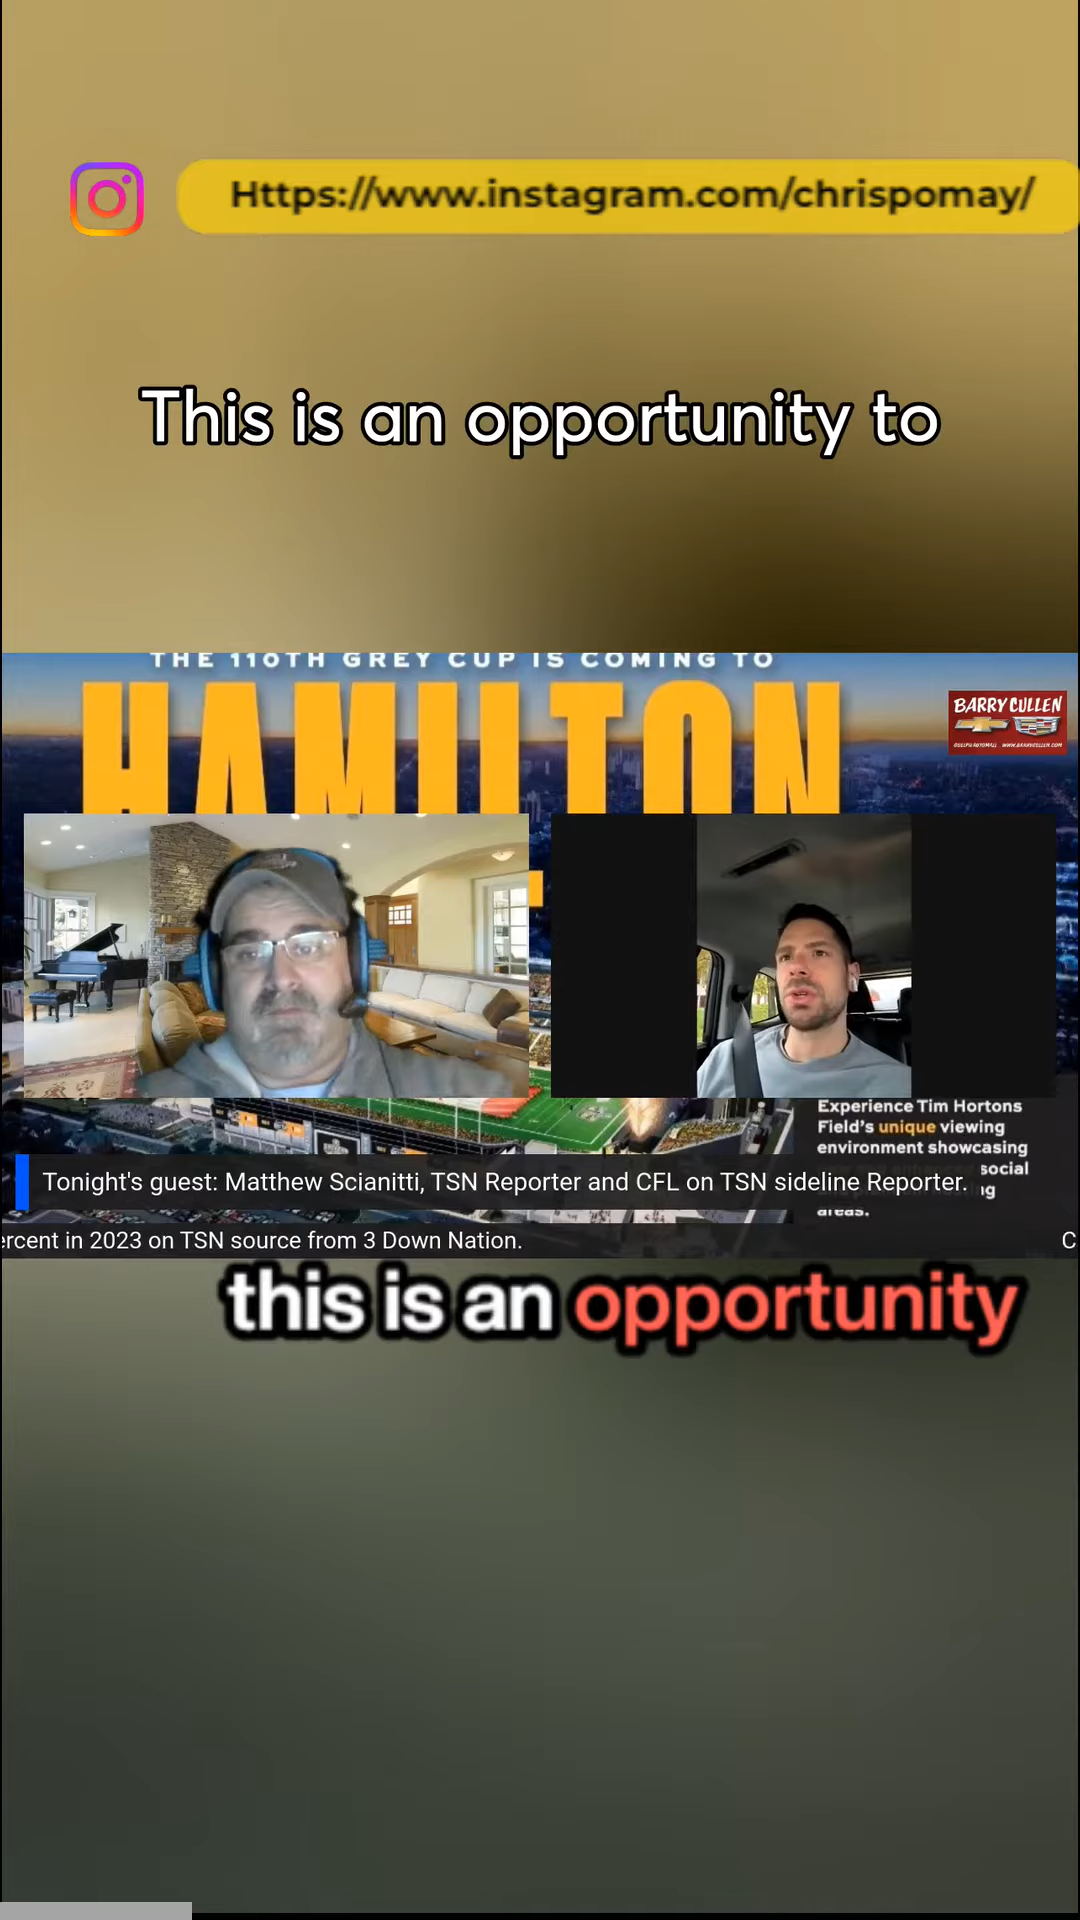 Https://www.instagram.com/chrispomay/
This is an opportunity to
THE 110TH GREY CUP IS COMING TO
HAMILTON
BARRY CULLEN
Experience Tim Hortons
Field's unique viewing
environment showcasing
social
Tonight's guest: Matthew Scianitti, TSN Reporter and CFL on TSN sideline Reporter.
areas.
ercent in 2023 on TSN source from 3 Down Nation.
C
this is an opportunity